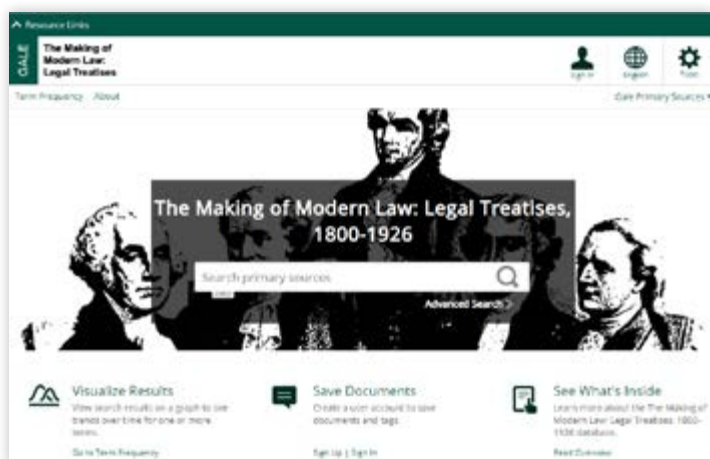 Resource Links
GALE
The Making of
Modern Law:
Legal Treatises
Sign In
English
Tools
Term Frequency About
Gale Primary Sources
The Making of Modern Law: Legal Treatises,
1800-1926
Search primary sources
Advanced Search
Visualize Results
View search results on a graph to see
trends over time for one or more
terms.
Go to Term Frequency
Save Documents
Create a user account to save
documents and tags
Sign Up | Sign In
See What's Inside
Learn more about the The Making of
Modern Law: Legal Treatises, 1800-
1926 database.
Read Overview